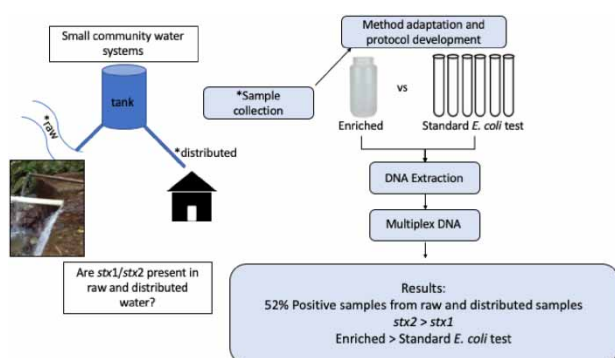 Small community water
systems
tank
*raw
*distributed
Are stx1/stx2 present in
raw and distributed
water?
*Sample
collection
Method adaptation and
protocol development
vs
Enriched
Standard E. coli test
DNA Extraction
Multiplex DNA
Results:
52% Positive samples from raw and distributed samples
stx2 > stx1
Enriched > Standard E. coli test